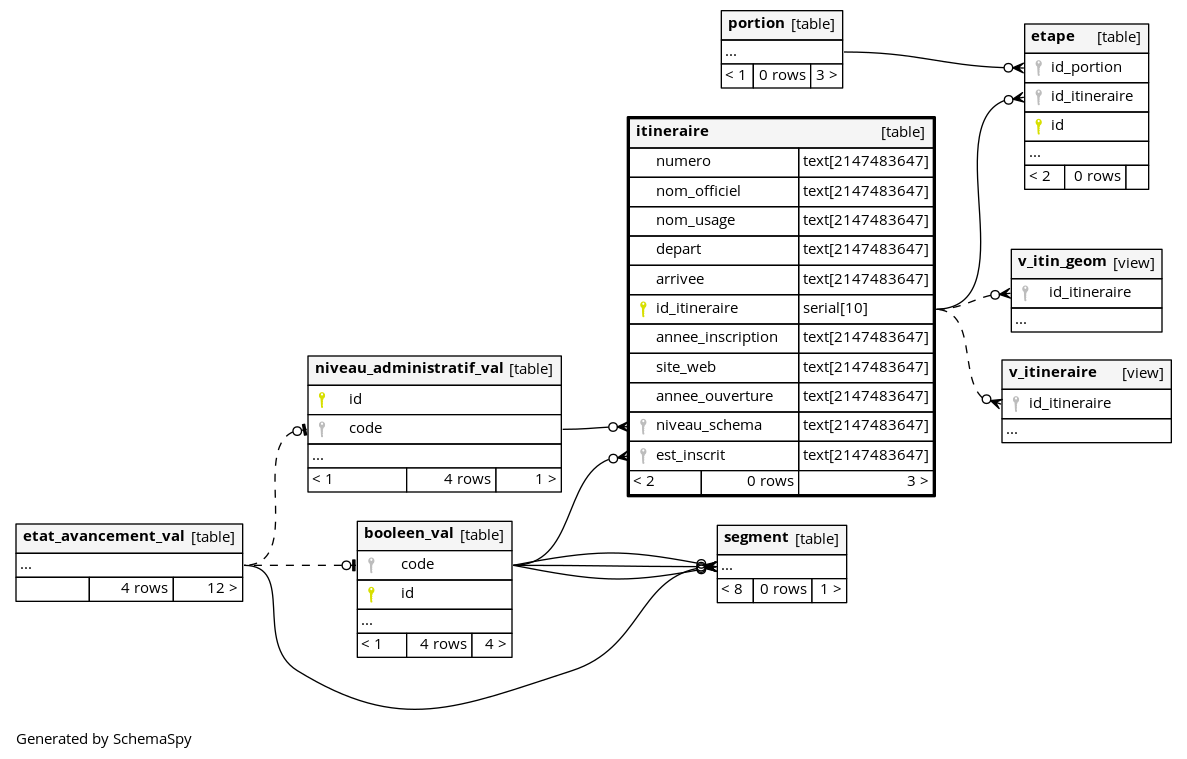 portion [table]
...
< 1 0 rows 3 >
etape [table]
id_portion
id_itineraire
id
...
< 2 0 rows
itineraire [table]
numero text[2147483647]
nom_officiel text[2147483647]
nom_usage text[2147483647]
depart text[2147483647]
arrivee text[2147483647]
id_itineraire serial[10]
annee_inscription text[2147483647]
site_web text[2147483647]
annee_ouverture text[2147483647]
niveau_schema text[2147483647]
est_inscrit text[2147483647]
< 2 0 rows 3 >
v_itin_geom [view]
id_itineraire
...
v_itineraire [view]
id_itineraire
...
niveau_administratif_val [table]
id
code
...
< 1 4 rows 1 >
etat_avancement_val [table]
...
4 rows 12 >
booleen_val [table]
code
id
...
< 1 4 rows 4 >
segment [table]
...
< 8 0 rows 1 >
Generated by SchemaSpy